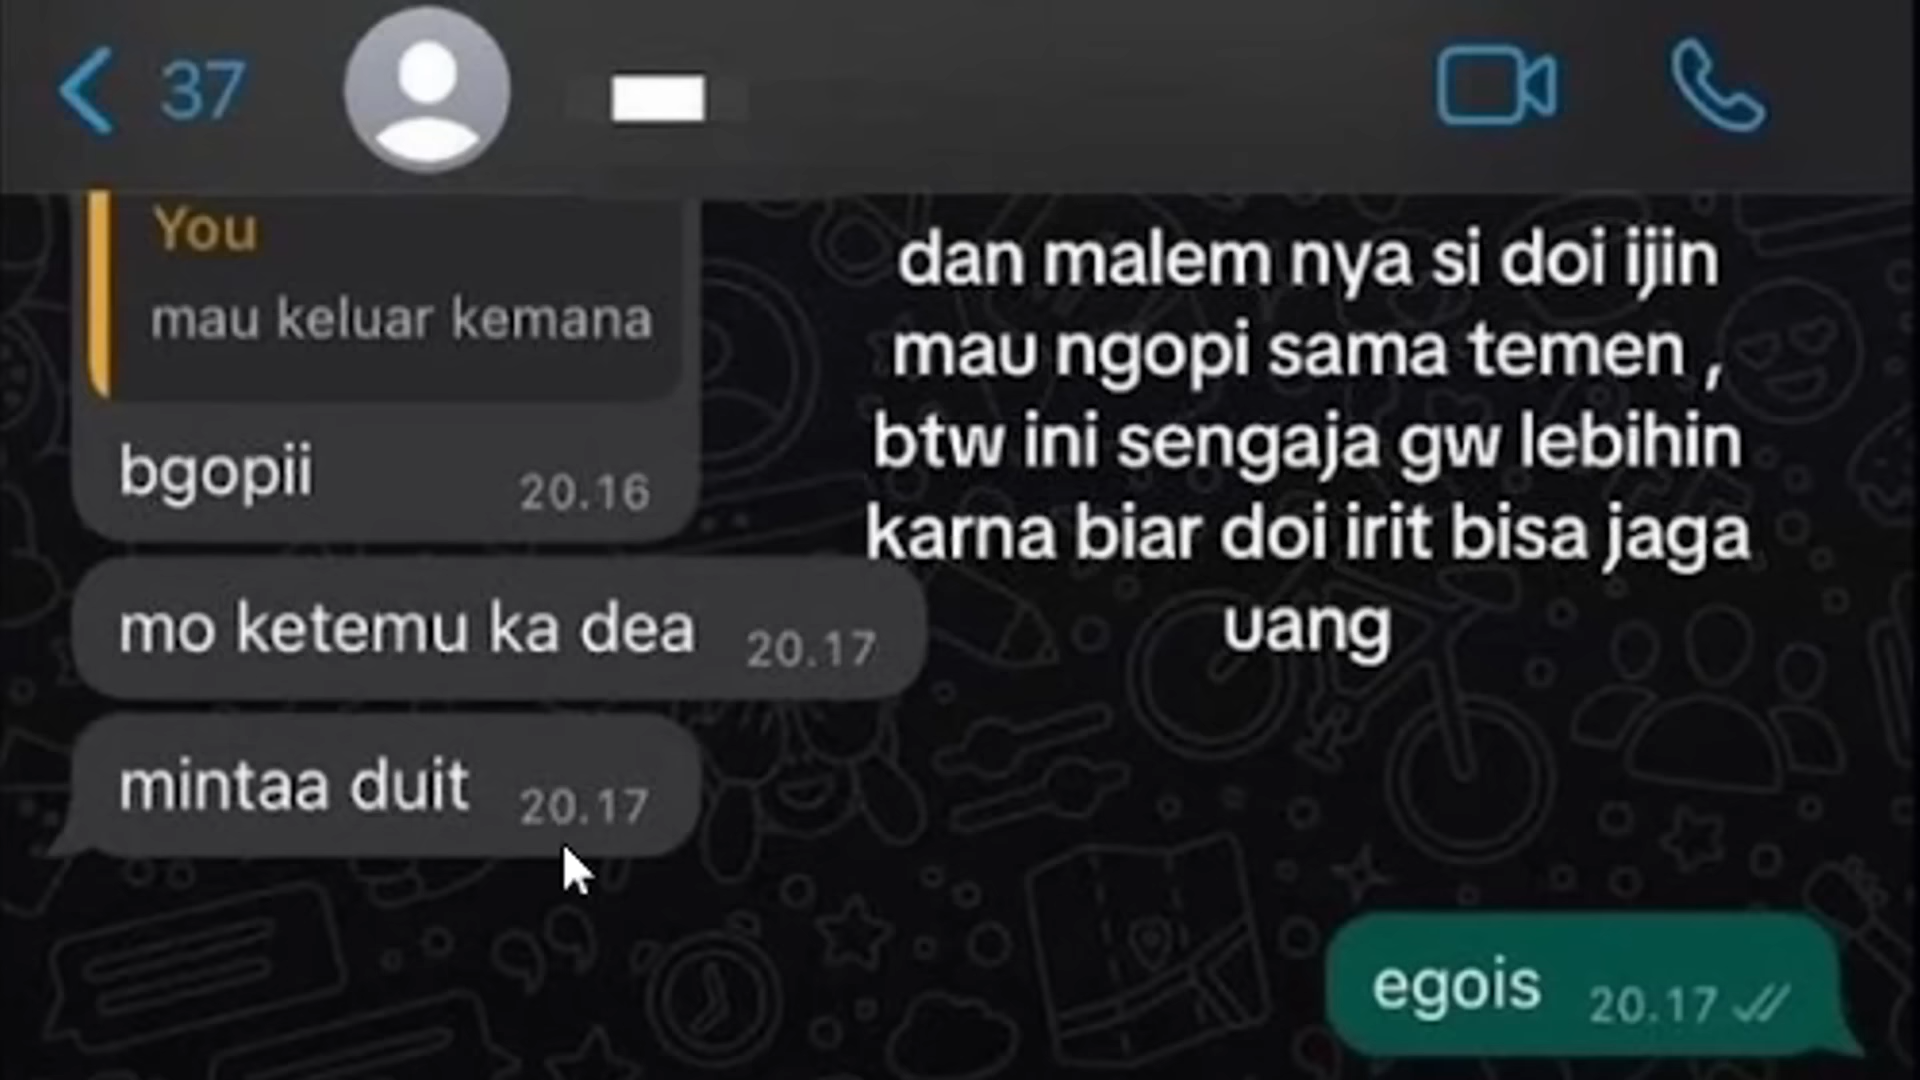 37
You
mau keluar kemana
bgopii 20.16
mo ketemu ka dea 20.17
mintaa duit 20.17
dan malem nya si doi ijin
mau ngopi sama temen ,
btw ini sengaja gw lebihin
karna biar doi irit bisa jaga
uang
egois 20.17